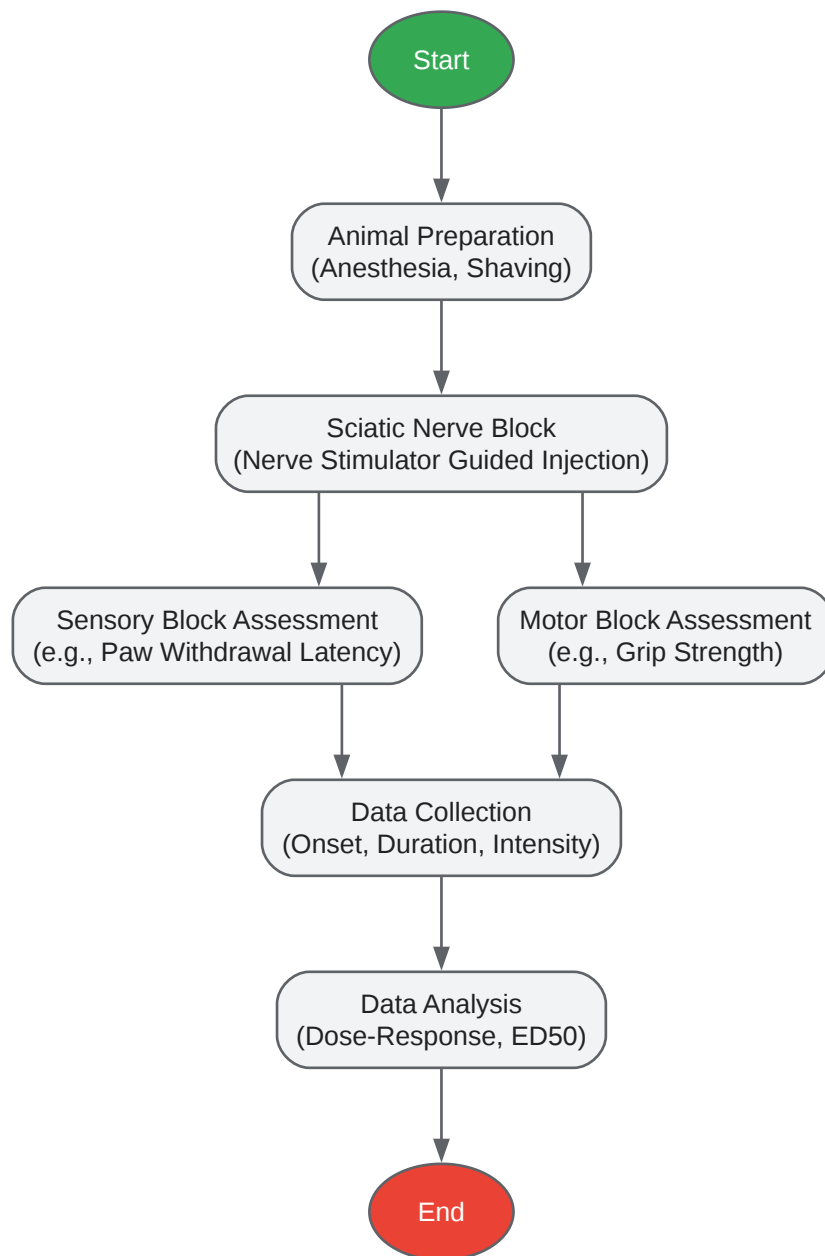 Start
Animal Preparation
(Anesthesia, Shaving)
Sciatic Nerve Block
(Nerve Stimulator Guided Injection)
Sensory Block Assessment
(e.g., Paw Withdrawal Latency)
Motor Block Assessment
(e.g., Grip Strength)
Data Collection
(Onset, Duration, Intensity)
Data Analysis
(Dose-Response, ED50)
End